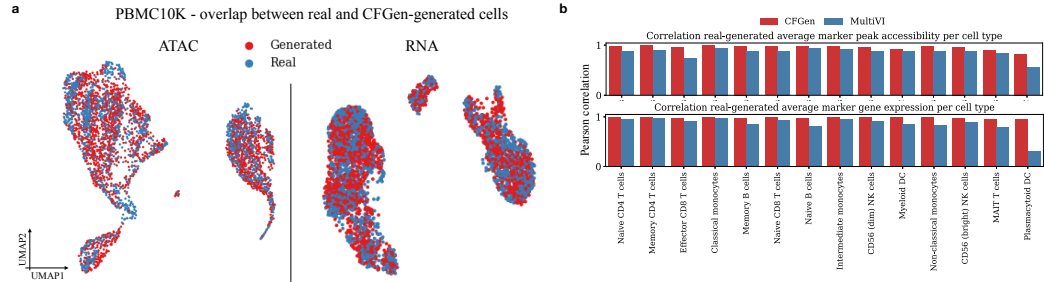 a
PBMC10K - overlap between real and CFGen-generated cells
ATAC
Generated
Real
RNA
UMAP2
UMAP1
b
CFGen
MultiVI
Correlation real-generated average marker peak accessibility per cell type
1
0
Correlation real-generated average marker gene expression per cell type
1
0
Pearson correlation
Naive CD4 T cells
Memory CD4 T cells
Effector CD8 T cells
Classical monocytes
Memory B cells
Naive CD8 T cells
Naive B cells
Intermediate monocytes
CD56 (dim) NK cells
Myeloid DC
Non-classical monocytes
CD56 (bright) NK cells
MAIT T cells
Plasmacytoid DC